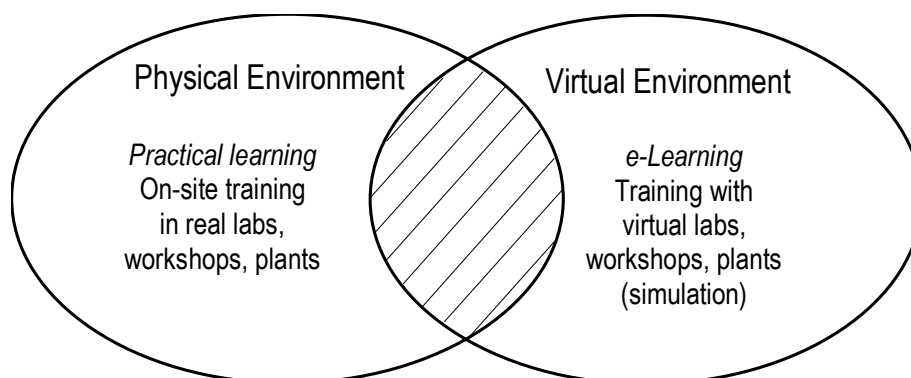 Physical Environment
Practical learning
On-site training
in real labs,
workshops, plants
Virtual Environment
e-Learning
Training with
virtual labs,
workshops, plants
(simulation)